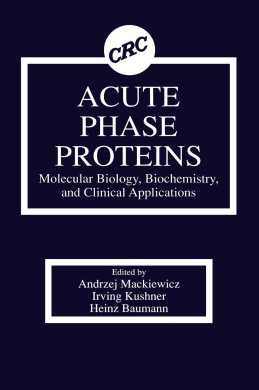 CRC
ACUTE
PHASE
PROTEINS
Molecular Biology, Biochemistry,
and Clinical Applications
Edited by
Andrzej Mackiewicz
Irving Kushner
Heinz Baumann